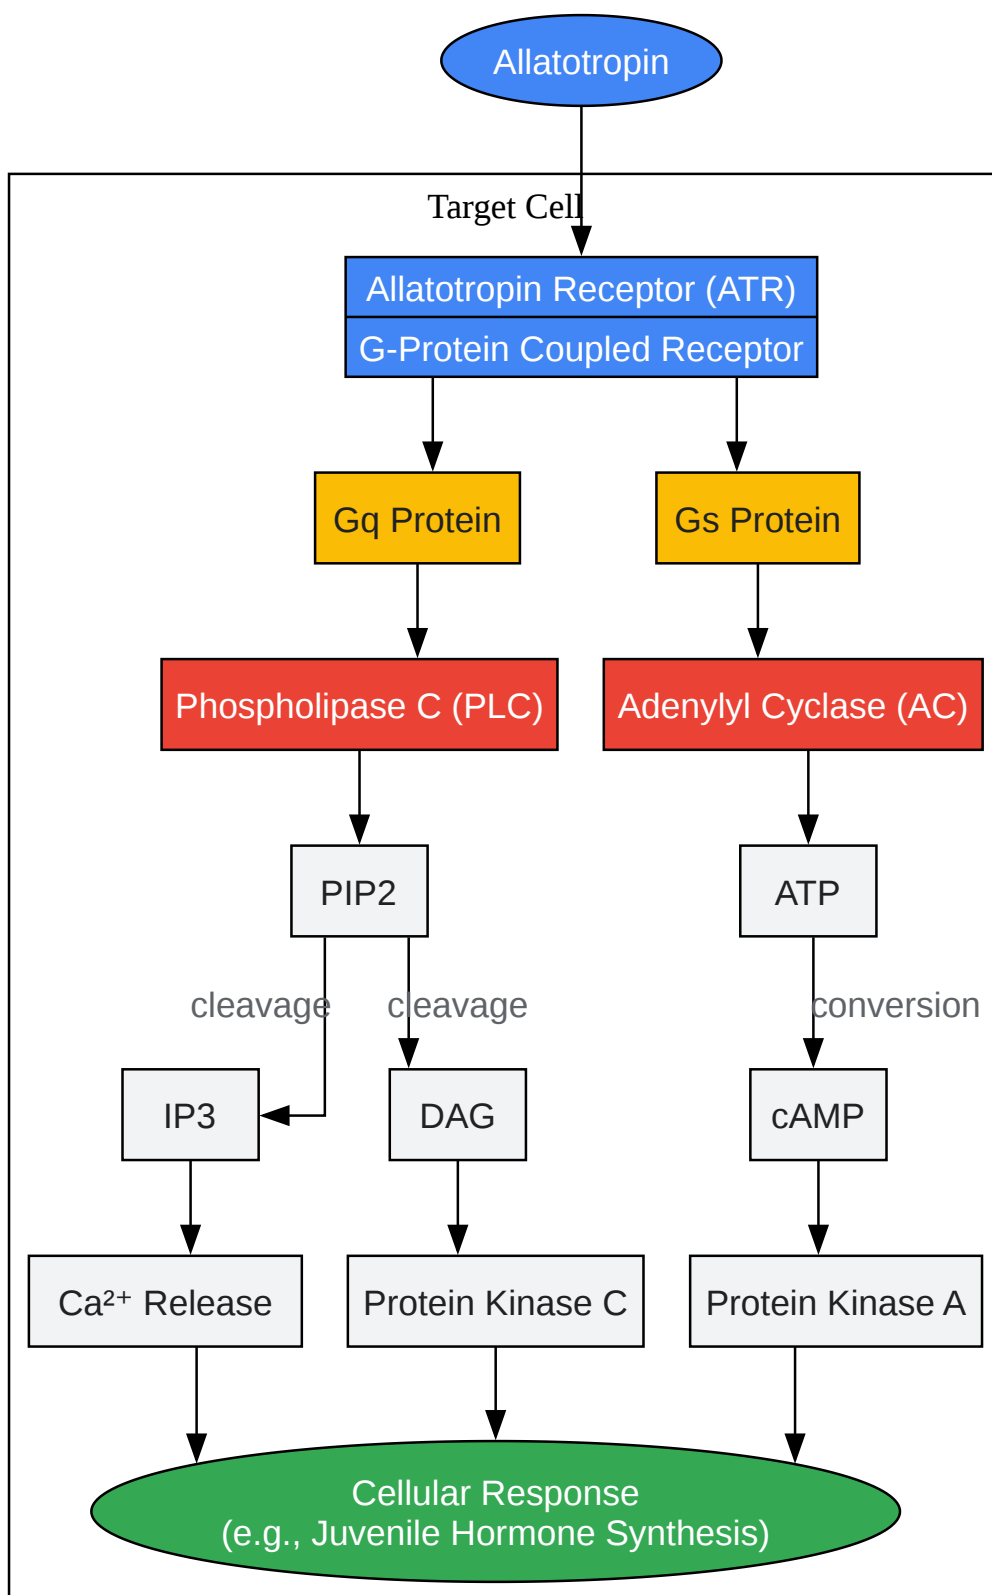 Allatotropin
Target Cell
Allatotropin Receptor (ATR)
G-Protein Coupled Receptor
Gq Protein
Gs Protein
Phospholipase C (PLC)
Adenylyl Cyclase (AC)
PIP2
ATP
cleavage
cleavage
conversion
IP3
DAG
cAMP
Ca²⁺ Release
Protein Kinase C
Protein Kinase A
Cellular Response
(e.g., Juvenile Hormone Synthesis)